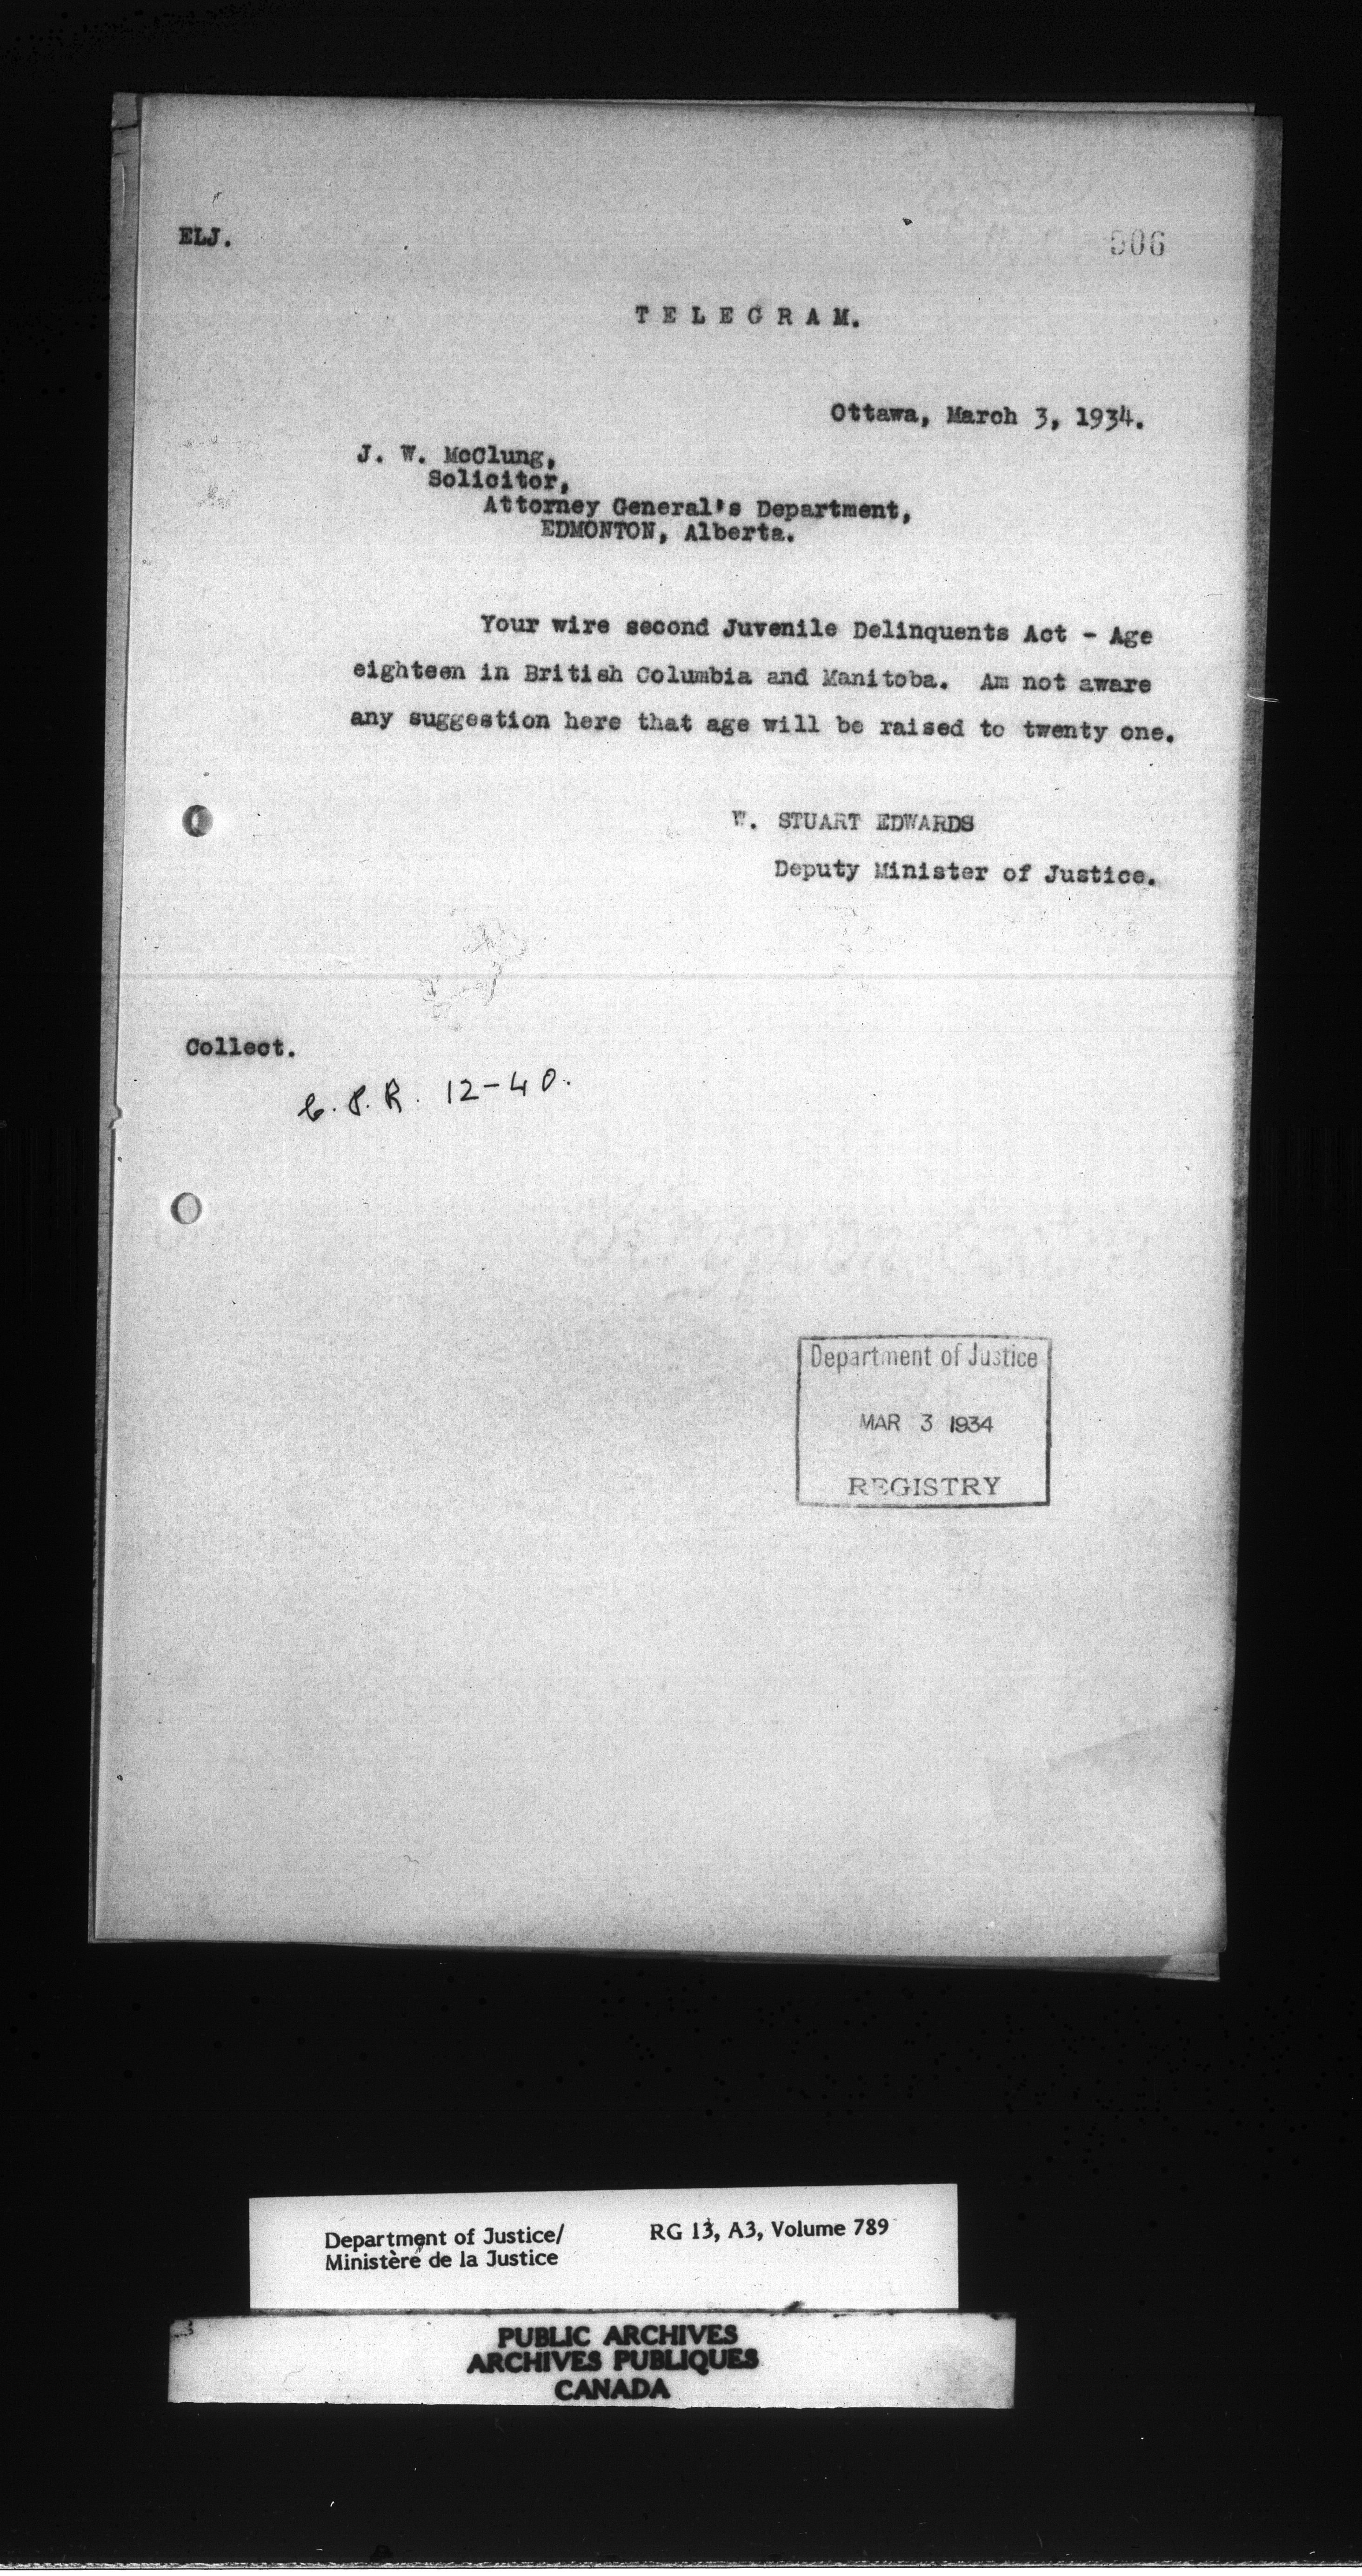 ELJ.
506
TELEGRAM.
Ottawa, March 3, 1934.
J. W. McClung,
Solicitor,
Attorney General's Department,
EDMONTON, Alberta.
Your wire second Juvenile Delinquents Act - Age
eighteen in British Columbia and Manitoba. Am not aware
any suggestion here that age will be raised to twenty one.
W. STUART EDWARDS
Deputy Minister of Justice.
Collect.
C.P.R. 12-40.
Department of Justice
MAR 3 1934
REGISTRY
Department of Justice/
Ministère de la Justice
RG 13, A3, Volume 789
PUBLIC ARCHIVES
ARCHIVES PUBLIQUES
CANADA